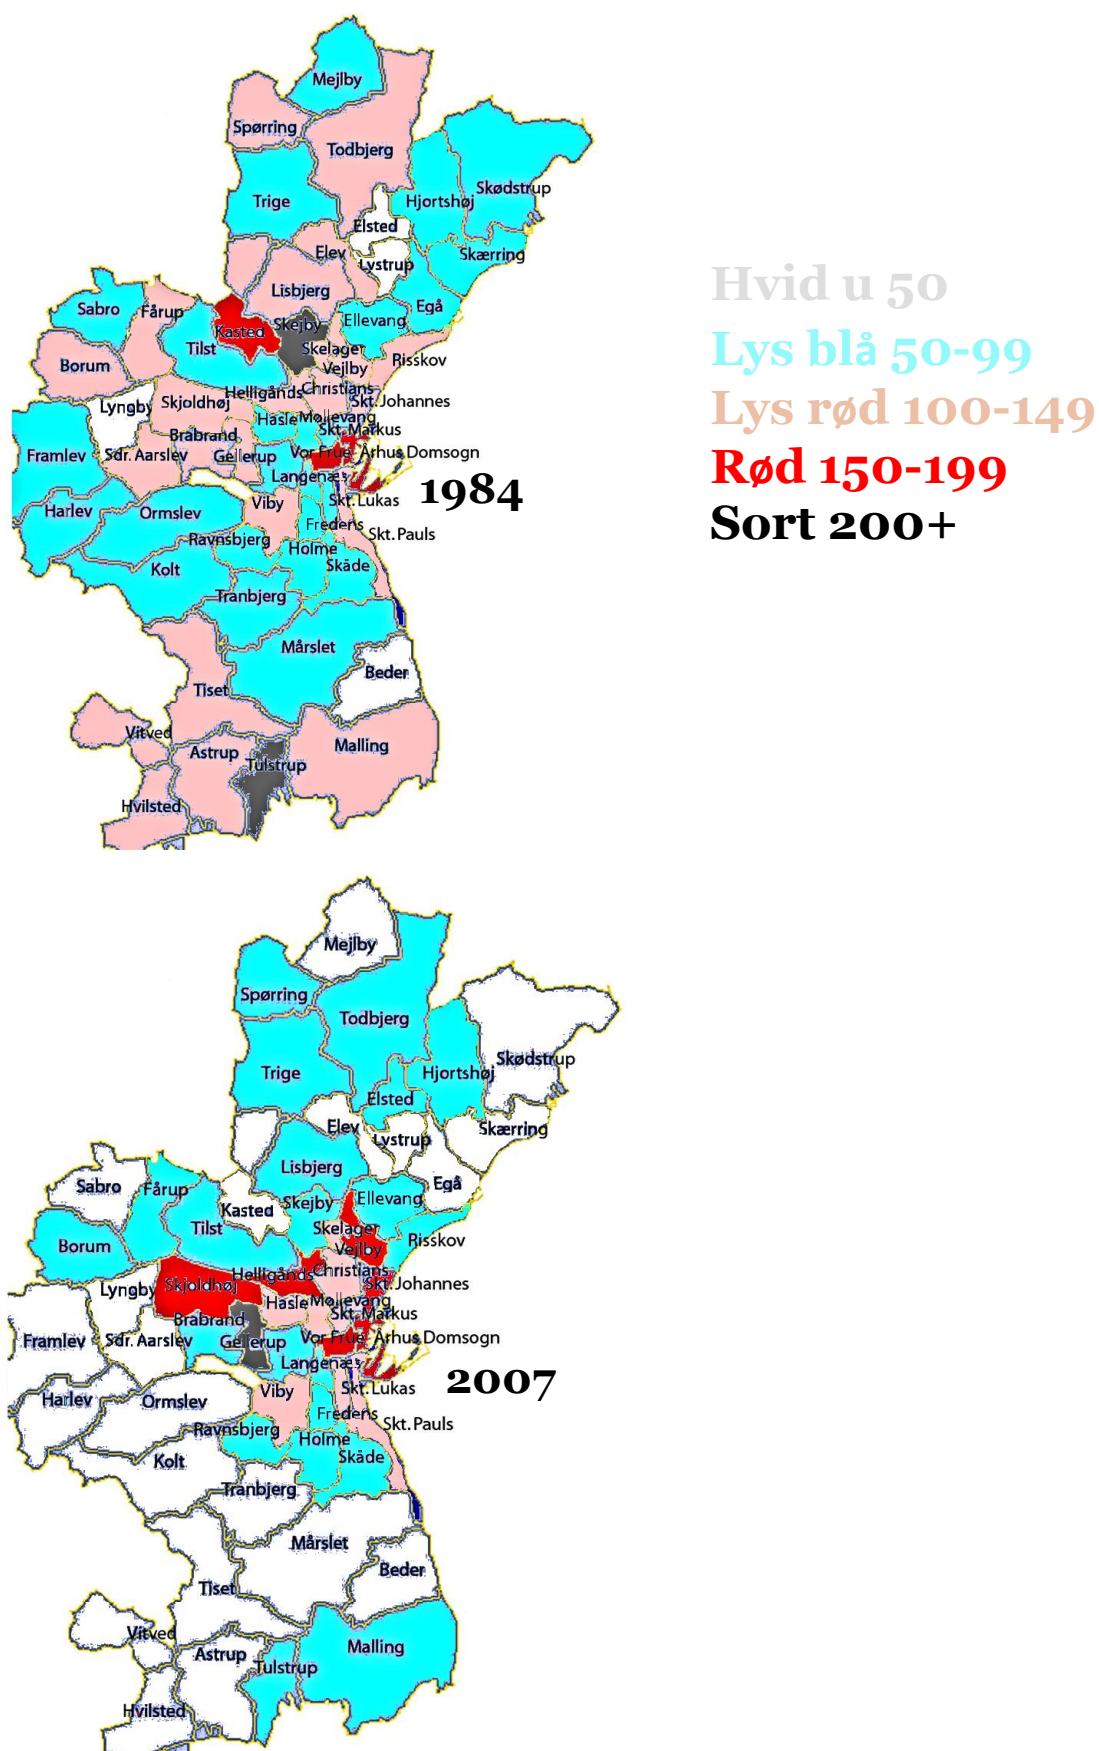 Mejlby
Spørring
Todbjerg
Trige
Hjortshøj
Skødstrup
Elsted
Elev
Lystrup
Skærring
Lisbjerg
Sabro
Fårup
Kasted
Skejby
Ellevang
Egå
Tilst
Skelager
Borum
Vejlby
Risskov
Helligånds
Christians
Lyngby
Skjoldhøj
Skt. Johannes
Hasle
Møllevang
Skt. Markus
Brabrand
Framlev
Sdr. Aarslev
Gellerup
Vor Frue
Århus Domsogn
Langenæs
1984
Harlev
Ormslev
Viby
Skt. Lukas
Fredens
Skt. Pauls
Ravnsbjerg
Holme
Kolt
Skåde
Tranbjerg
Mårslet
Beder
Tiset
Vitved
Astrup
Tulstrup
Malling
Hvilsted
Hvid u 50
Lys blå 50-99
Lys rød 100-149
Rød 150-199
Sort 200+
Mejlby
Spørring
Todbjerg
Trige
Hjortshøj
Skødstrup
Elsted
Elev
Lystrup
Skærring
Lisbjerg
Sabro
Fårup
Kasted
Skejby
Ellevang
Egå
Tilst
Skelager
Borum
Vejlby
Risskov
Helligånds
Christians
Lyngby
Skjoldhøj
Skt. Johannes
Hasle
Møllevang
Skt. Markus
Brabrand
Framlev
Sdr. Aarslev
Gellerup
Vor Frue
Århus Domsogn
Langenæs
2007
Harlev
Ormslev
Viby
Skt. Lukas
Fredens
Skt. Pauls
Ravnsbjerg
Holme
Kolt
Skåde
Tranbjerg
Mårslet
Beder
Tiset
Vitved
Astrup
Tulstrup
Malling
Hvilsted